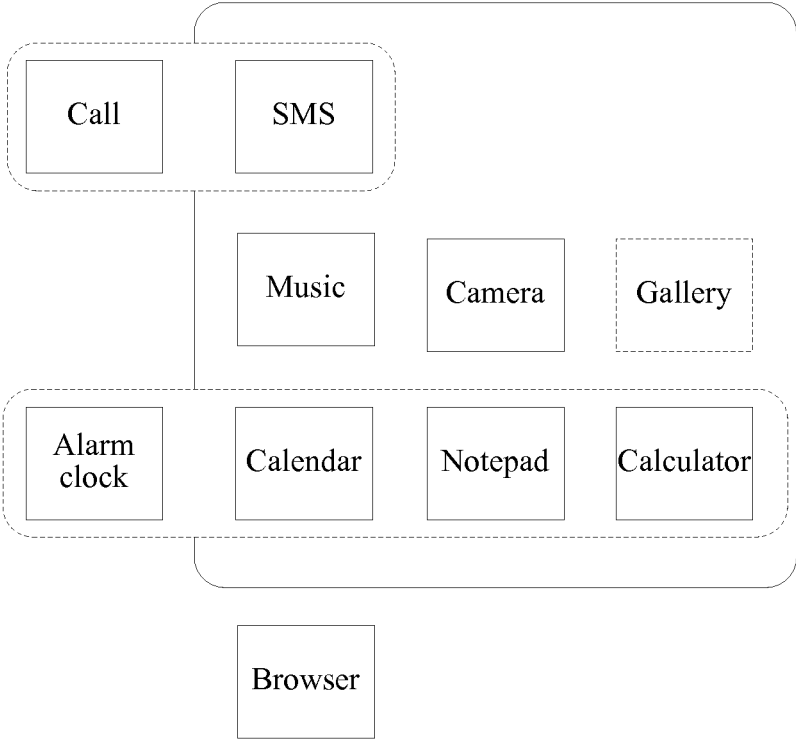 Call
SMS
Music
Camera
Gallery
Alarm
clock
Calendar
Notepad
Calculator
Browser